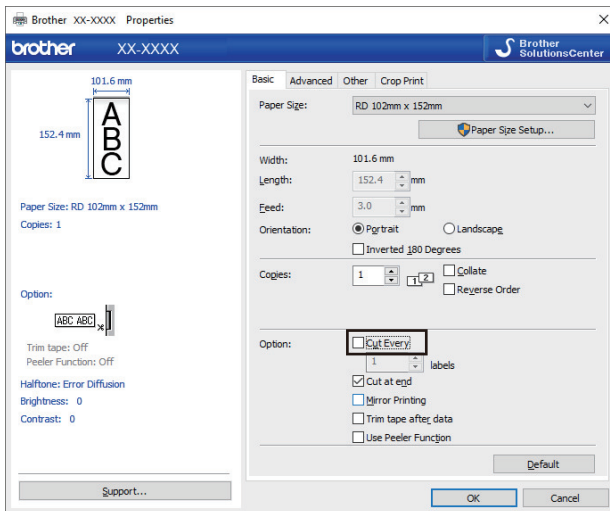 Brother XX-XXXX Properties
brother XX-XXXX
Brother
SolutionsCenter
101.6 mm
152.4 mm
A
B
C
Paper Size: RD 102mm x 152mm
Copies: 1
Option:
ABC ABC
Trim tape: Off
Peeler Function: Off
Halftone: Error Diffusion
Brightness: 0
Contrast: 0
Support...
Basic Advanced Other Crop Print
Paper Size: RD 102mm x 152mm
Paper Size Setup...
Width: 101.6 mm
Length: 152.4 mm
Feed: 3.0 mm
Orientation: Portrait Landscape
Inverted 180 Degrees
Copies: 1 1 2 Collate
Reverse Order
Option: Cut Every
1 labels
Cut at end
Mirror Printing
Trim tape after data
Use Peeler Function
Default
OK Cancel